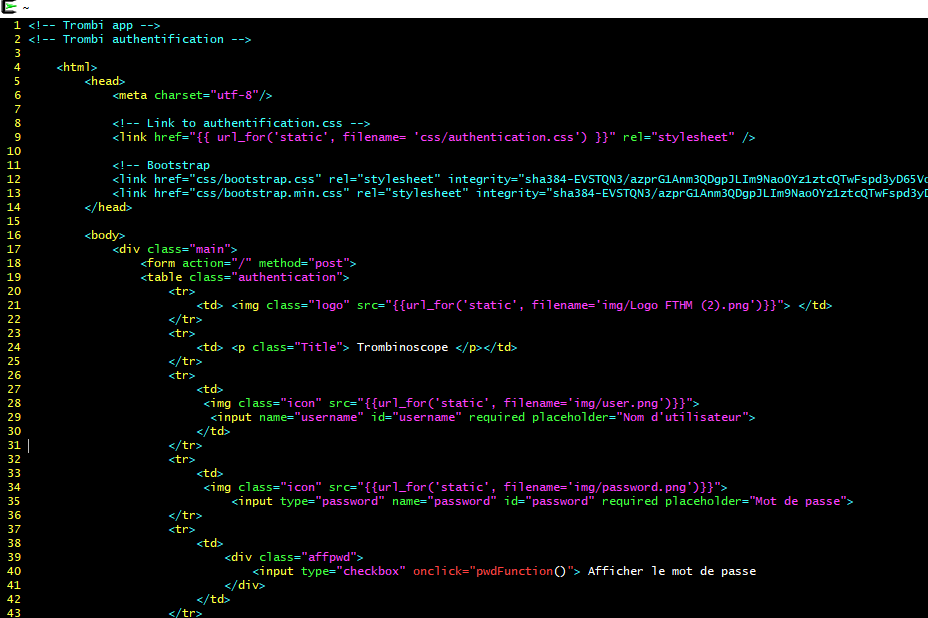 ~
1 <!-- Trombi app -->
2 <!-- Trombi authentification -->
3
4 <html>
5 <head>
6 <meta charset="utf-8"/>
7
8 <!-- Link to authentification.css -->
9 <link href="{{ url_for('static', filename= 'css/authentication.css') }}" rel="stylesheet" />
10
11 <!-- Bootstrap
12 <link href="css/bootstrap.css" rel="stylesheet" integrity="sha384-EVSTQN3/azprG1Anm3QDgpJLIm9Nao0Yz1ztcQTwFspd3yD65Vo
13 <link href="css/bootstrap.min.css" rel="stylesheet" integrity="sha384-EVSTQN3/azprG1Anm3QDgpJLIm9Nao0Yz1ztcQTwFspd3yD
14 </head>
15
16 <body>
17 <div class="main">
18 <form action="/" method="post">
19 <table class="authentication">
20 <tr>
21 <td> <img class="logo" src="{{url_for('static', filename='img/Logo FTHM (2).png')}}"> </td>
22 </tr>
23 <tr>
24 <td> <p class="Title"> Trombinoscope </p></td>
25 </tr>
26 <tr>
27 <td>
28 <img class="icon" src="{{url_for('static', filename='img/user.png')}}">
29 <input name="username" id="username" required placeholder="Nom d'utilisateur">
30 </td>
31 </tr>
32 <tr>
33 <td>
34 <img class="icon" src="{{url_for('static', filename='img/password.png')}}">
35 <input type="password" name="password" id="password" required placeholder="Mot de passe">
36 </tr>
37 <tr>
38 <td>
39 <div class="affpwd">
40 <input type="checkbox" onclick="pwdFunction()"> Afficher le mot de passe
41 </div>
42 </td>
43 </tr>